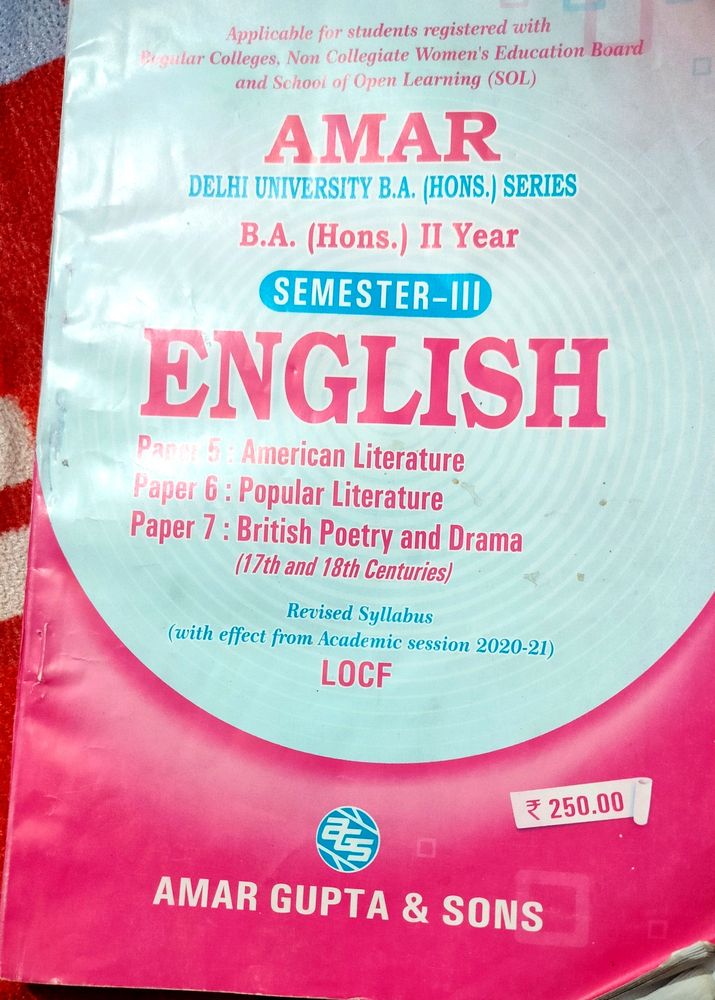 Applicable for students registered with
Regular Colleges, Non Collegiate Women's Education Board
and School of Open Learning (SOL)
AMAR
DELHI UNIVERSITY B.A. (HONS.) SERIES
B.A. (Hons.) II Year
SEMESTER-III
ENGLISH
Paper 5 : American Literature
Paper 6 : Popular Literature
Paper 7 : British Poetry and Drama
(17th and 18th Centuries)
Revised Syllabus
(with effect from Academic session 2020-21)
LOCF
₹ 250.00
AGS
AMAR GUPTA & SONS